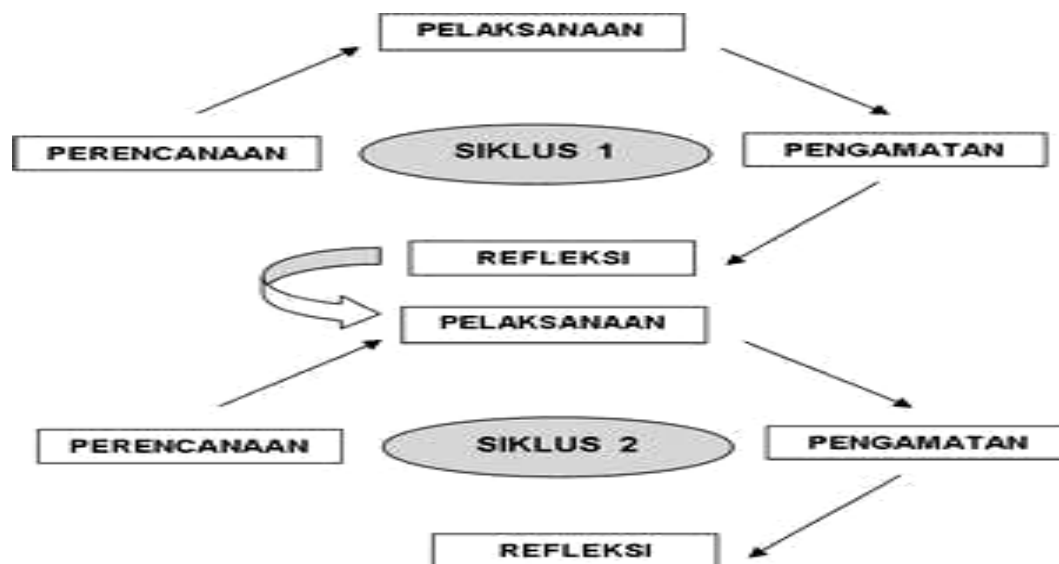 PELAKSANAAN
PERENCANAAN
SIKLUS 1
PENGAMATAN
REFLEKSI
PELAKSANAAN
PERENCANAAN
SIKLUS 2
PENGAMATAN
REFLEKSI